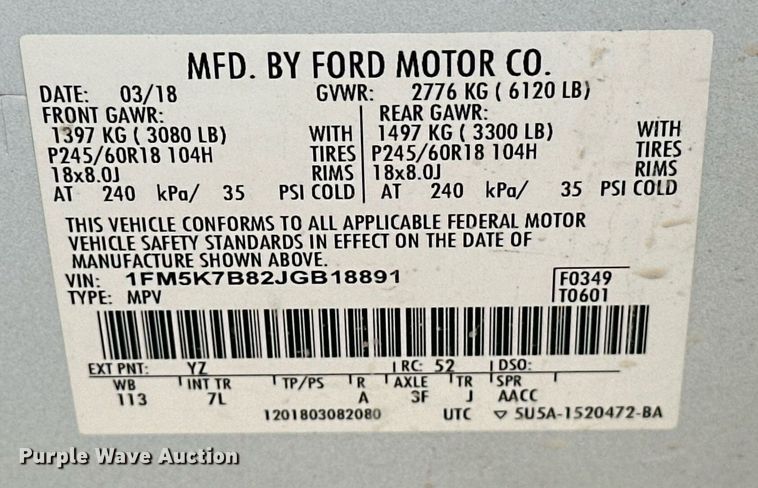 MFD. BY FORD MOTOR CO.
DATE: 03/18 GVWR: 2776 KG ( 6120 LB)
FRONT GAWR: REAR GAWR:
1397 KG ( 3080 LB) WITH 1497 KG ( 3300 LB) WITH
P245/60R18 104H TIRES P245/60R18 104H TIRES
18x8.0J RIMS 18x8.0J RIMS
AT 240 kPa/ 35 PSI COLD AT 240 kPa/ 35 PSI COLD
THIS VEHICLE CONFORMS TO ALL APPLICABLE FEDERAL MOTOR
VEHICLE SAFETY STANDARDS IN EFFECT ON THE DATE OF
MANUFACTURE SHOWN ABOVE.
VIN: 1FM5K7B82JGB18891 F0349
TYPE: MPV T0601
EXT PNT: YZ RC: 52 DSO:
WB INT TR TP/PS R AXLE TR SPR
113 7L A 3F J AACC
1201803082080 UTC ▽ 5U5A-1520472-BA
Purple Wave Auction